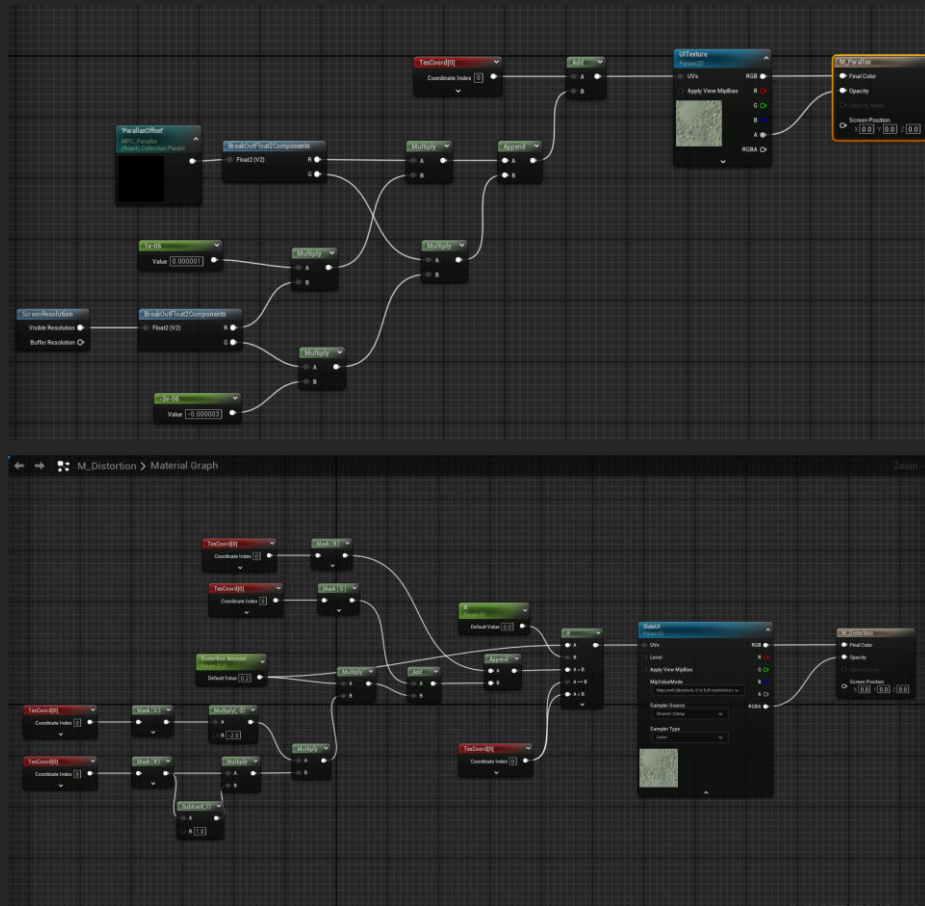 TexCoord[0]
Coordinate Index 0
Add
A
B
UITexture
Param2D
UVs RGB
Apply View MipBias R
G
B
A
RGBA
M_Parallax
Final Color
Opacity
Opacity Mask
Screen Position
X 0.0 Y 0.0 Z 0.0
'ParallaxOffset'
MPC_Parallax
(float4) Collection Param
BreakOutFloat2Components
Float2 (V2) R
G
Multiply
A
B
Append
A
B
1e-06
Value 0.000001
Multiply
A
B
Multiply
A
B
ScreenResolution
Visible Resolution
Buffer Resolution
BreakOutFloat2Components
Float2 (V2) R
G
Multiply
A
B
-3e-06
Value -0.000003
M_Distortion > Material Graph
Zoom
TexCoord[0]
Coordinate Index 0
Mask ( R )
TexCoord[0]
Coordinate Index 0
Mask ( G )
Default Value 0.0
If
A
B
A > B
A == B
A < B
SlateUI
Param2D
UVs RGB
Level R
Apply View MipBias G
MipValueMode B
A
RGBA
Sampler Source
Sampler Type
M_Distortion
Final Color
Opacity
Opacity Mask
Screen Position
X 0.0 Y 0.0 Z 0.0
Distortion Amount
Default Value 0.2
Multiply
A
B
Add
A
B
Append
A
B
TexCoord[0]
Coordinate Index 0
Mask ( G )
Multiply(,-2)
A
B -2.0
TexCoord[0]
Coordinate Index 0
Mask ( R )
Multiply
A
B
Multiply
A
B
Subtract(,1)
A
B 1.0
TexCoord[0]
Coordinate Index 0